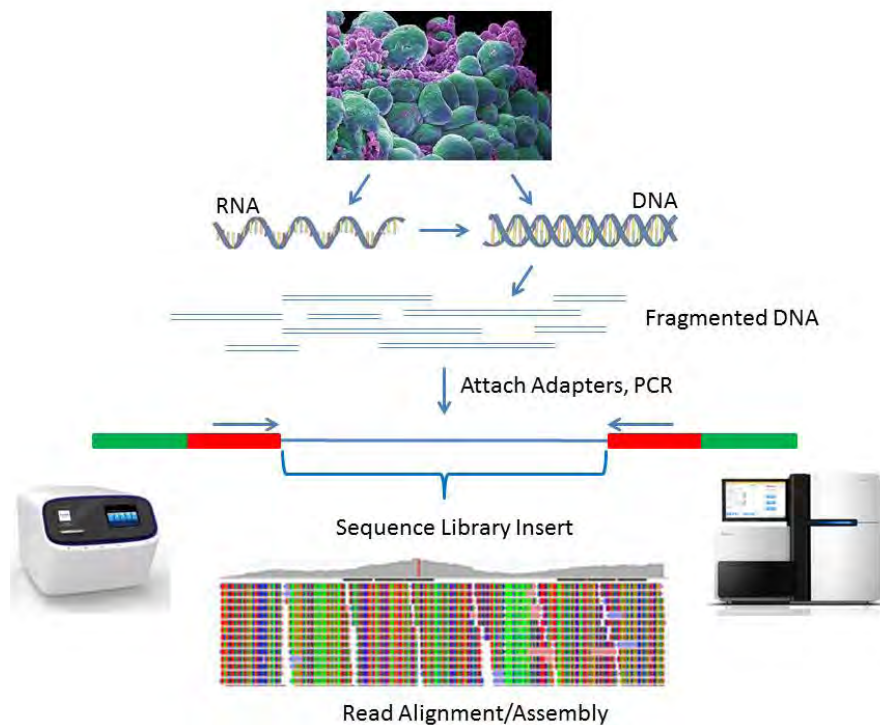 RNA
DNA
Fragmented DNA
Attach Adapters, PCR
Sequence Library Insert
Read Alignment/Assembly